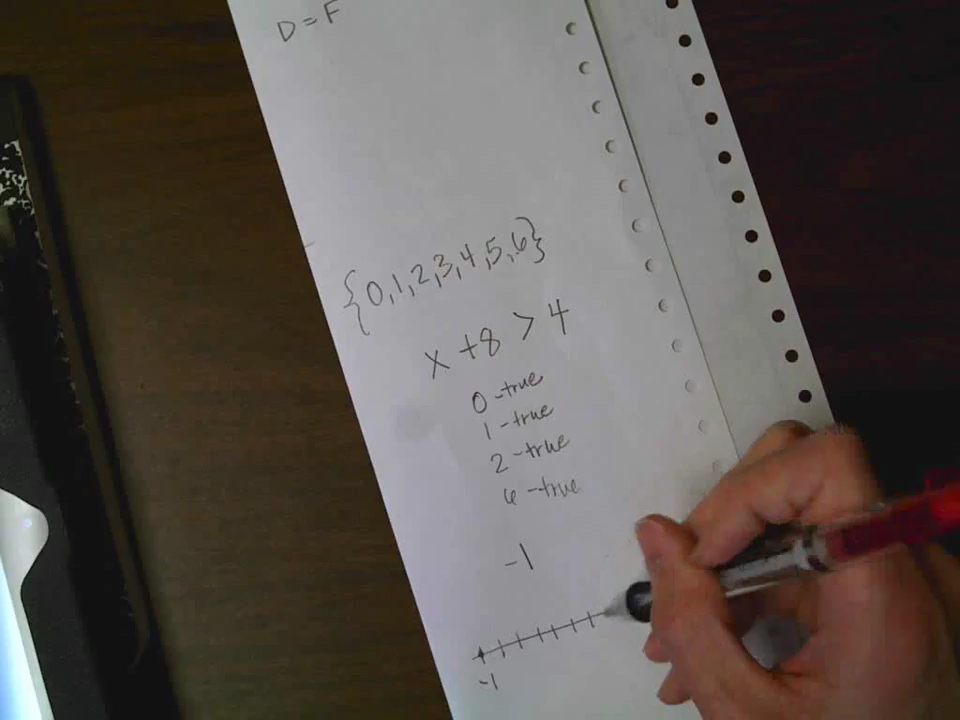 D = F
{0,1,2,3,4,5,6}
x +8 > 4
0 -true
1 -true
2 -true
6 -true
-1
-1